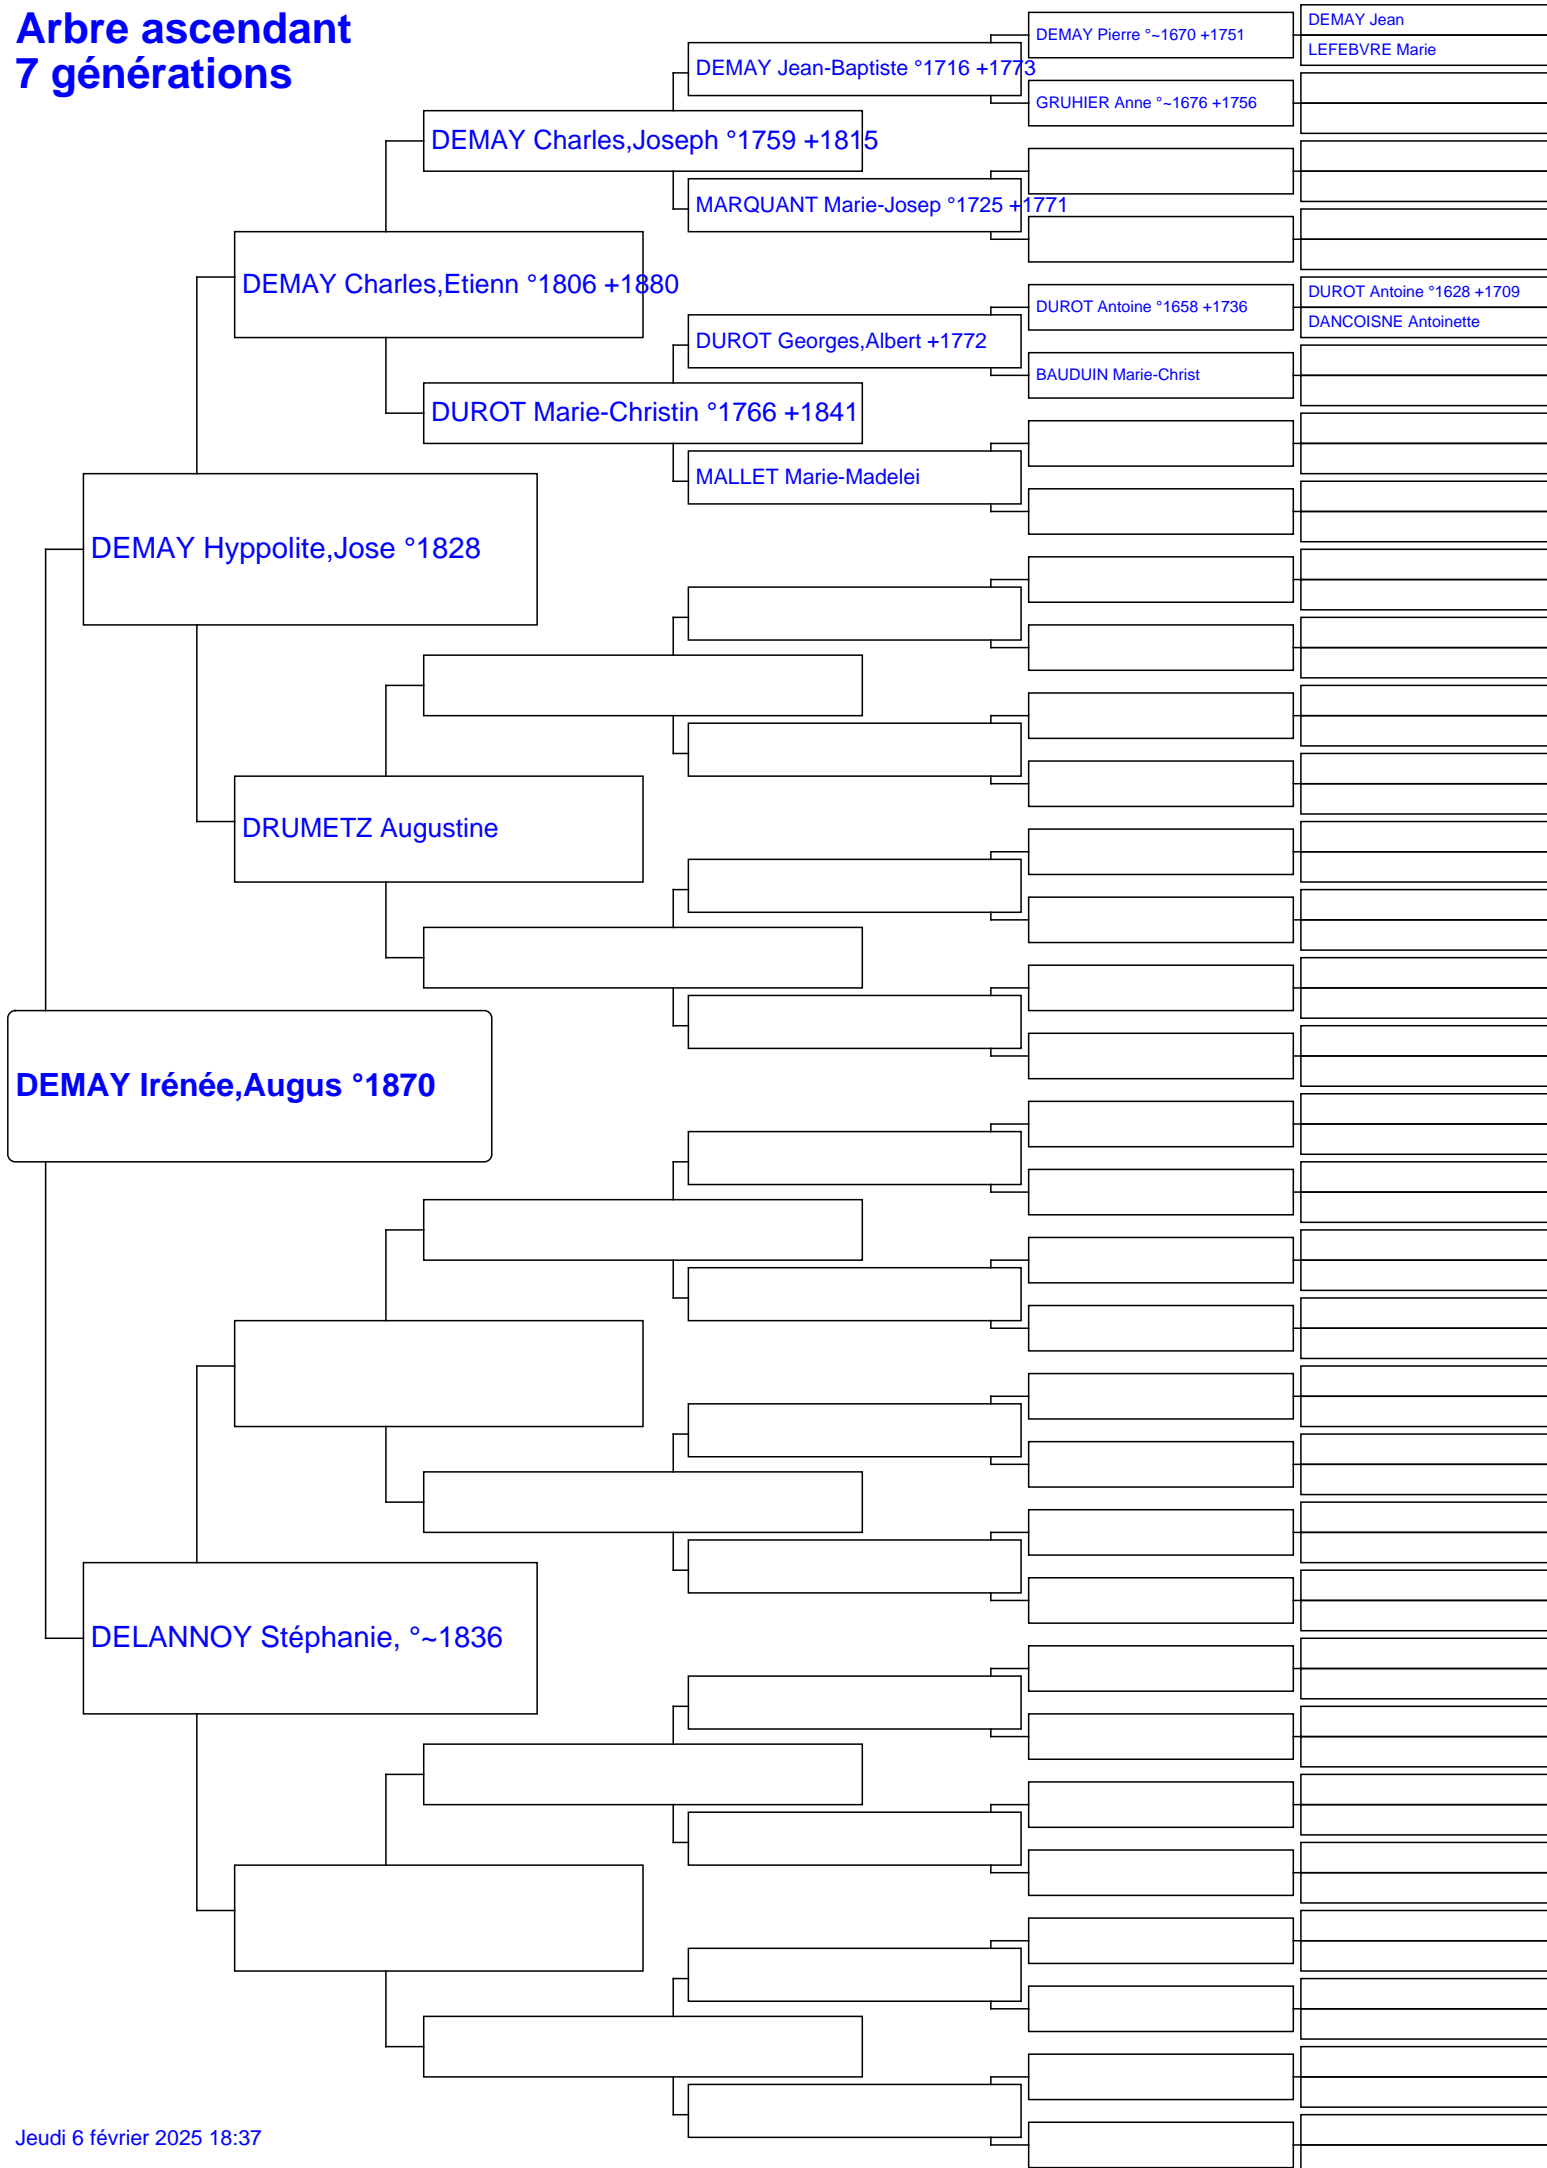 Arbre ascendant
7 générations
DEMAY Jean
DEMAY Pierre °~1670 +1751
LEFEBVRE Marie
DEMAY Jean-Baptiste °1716 +1773
GRUHIER Anne °~1676 +1756
DEMAY Charles,Joseph °1759 +1815
MARQUANT Marie-Josep °1725 +1771
DEMAY Charles,Etienn °1806 +1880
DUROT Antoine °1628 +1709
DUROT Antoine °1658 +1736
DANCOISNE Antoinette
DUROT Georges,Albert +1772
BAUDUIN Marie-Christ
DUROT Marie-Christin °1766 +1841
MALLET Marie-Madelei
DEMAY Hyppolite,Jose °1828
DRUMETZ Augustine
DEMAY Irénée,Augus °1870
DELANNOY Stéphanie, °~1836
Jeudi 6 février 2025 18:37